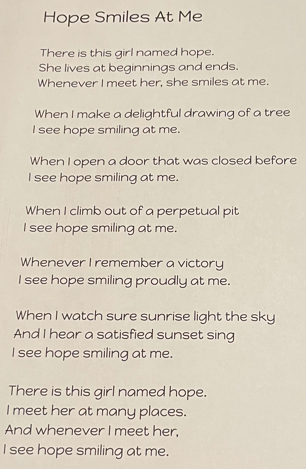 Hope Smiles At Me
There is this girl named hope.
She lives at beginnings and ends.
Whenever I meet her, she smiles at me.
When I make a delightful drawing of a tree
I see hope smiling at me.
When I open a door that was closed before
I see hope smiling at me.
When I climb out of a perpetual pit
I see hope smiling at me.
Whenever I remember a victory
I see hope smiling proudly at me.
When I watch sure sunrise light the sky
And I hear a satisfied sunset sing
I see hope smiling at me.
There is this girl named hope.
I meet her at many places.
And whenever I meet her,
I see hope smiling at me.